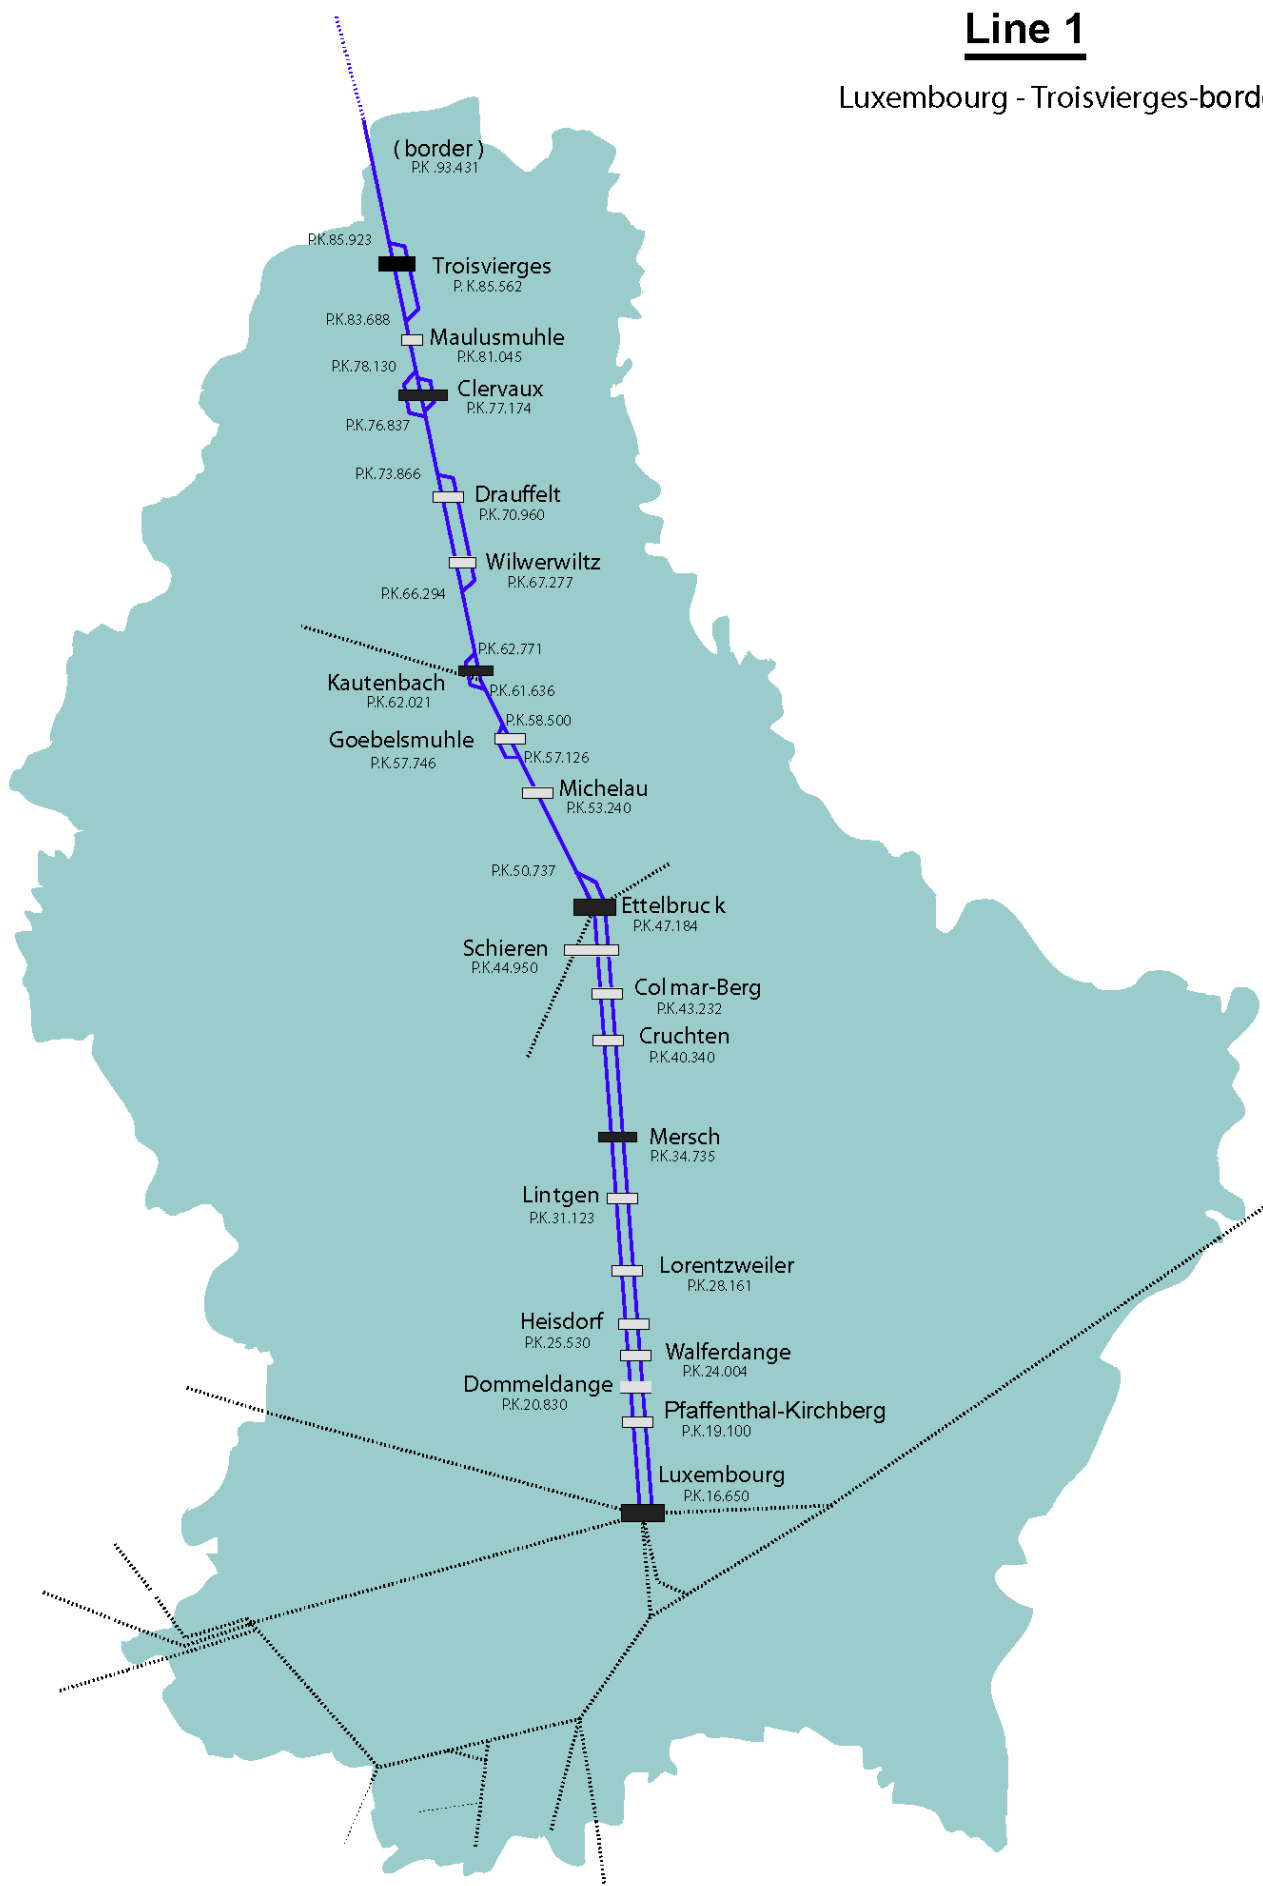 Line 1
Luxembourg - Troisvierges-bord
(border)
P.K .93.431
P.K.85.923
Troisvierges
P. K.85.562
P.K.83.688
Maulusmuhle
P.K.81.045
P.K.78.130
Clervaux
P.K.77.174
P.K.76.837
P.K.73.866
Drauffelt
P.K.70.960
Wilwerwiltz
P.K.67.277
P.K.66.294
P.K.62.771
Kautenbach
P.K.62.021
P.K.61.636
P.K.58.500
Goebelsmuhle
P.K.57.746
P.K.57.126
Michelau
P.K.53.240
P.K.50.737
Ettelbruck
P.K.47.184
Schieren
P.K.44.950
Colmar-Berg
P.K.43.232
Cruchten
P.K.40.340
Mersch
P.K.34.735
Lintgen
P.K.31.123
Lorentzweiler
P.K.28.161
Heisdorf
P.K.25.530
Walferdange
P.K.24.004
Dommeldange
P.K.20.830
Pfaffenthal-Kirchberg
P.K.19.100
Luxembourg
P.K.16.650